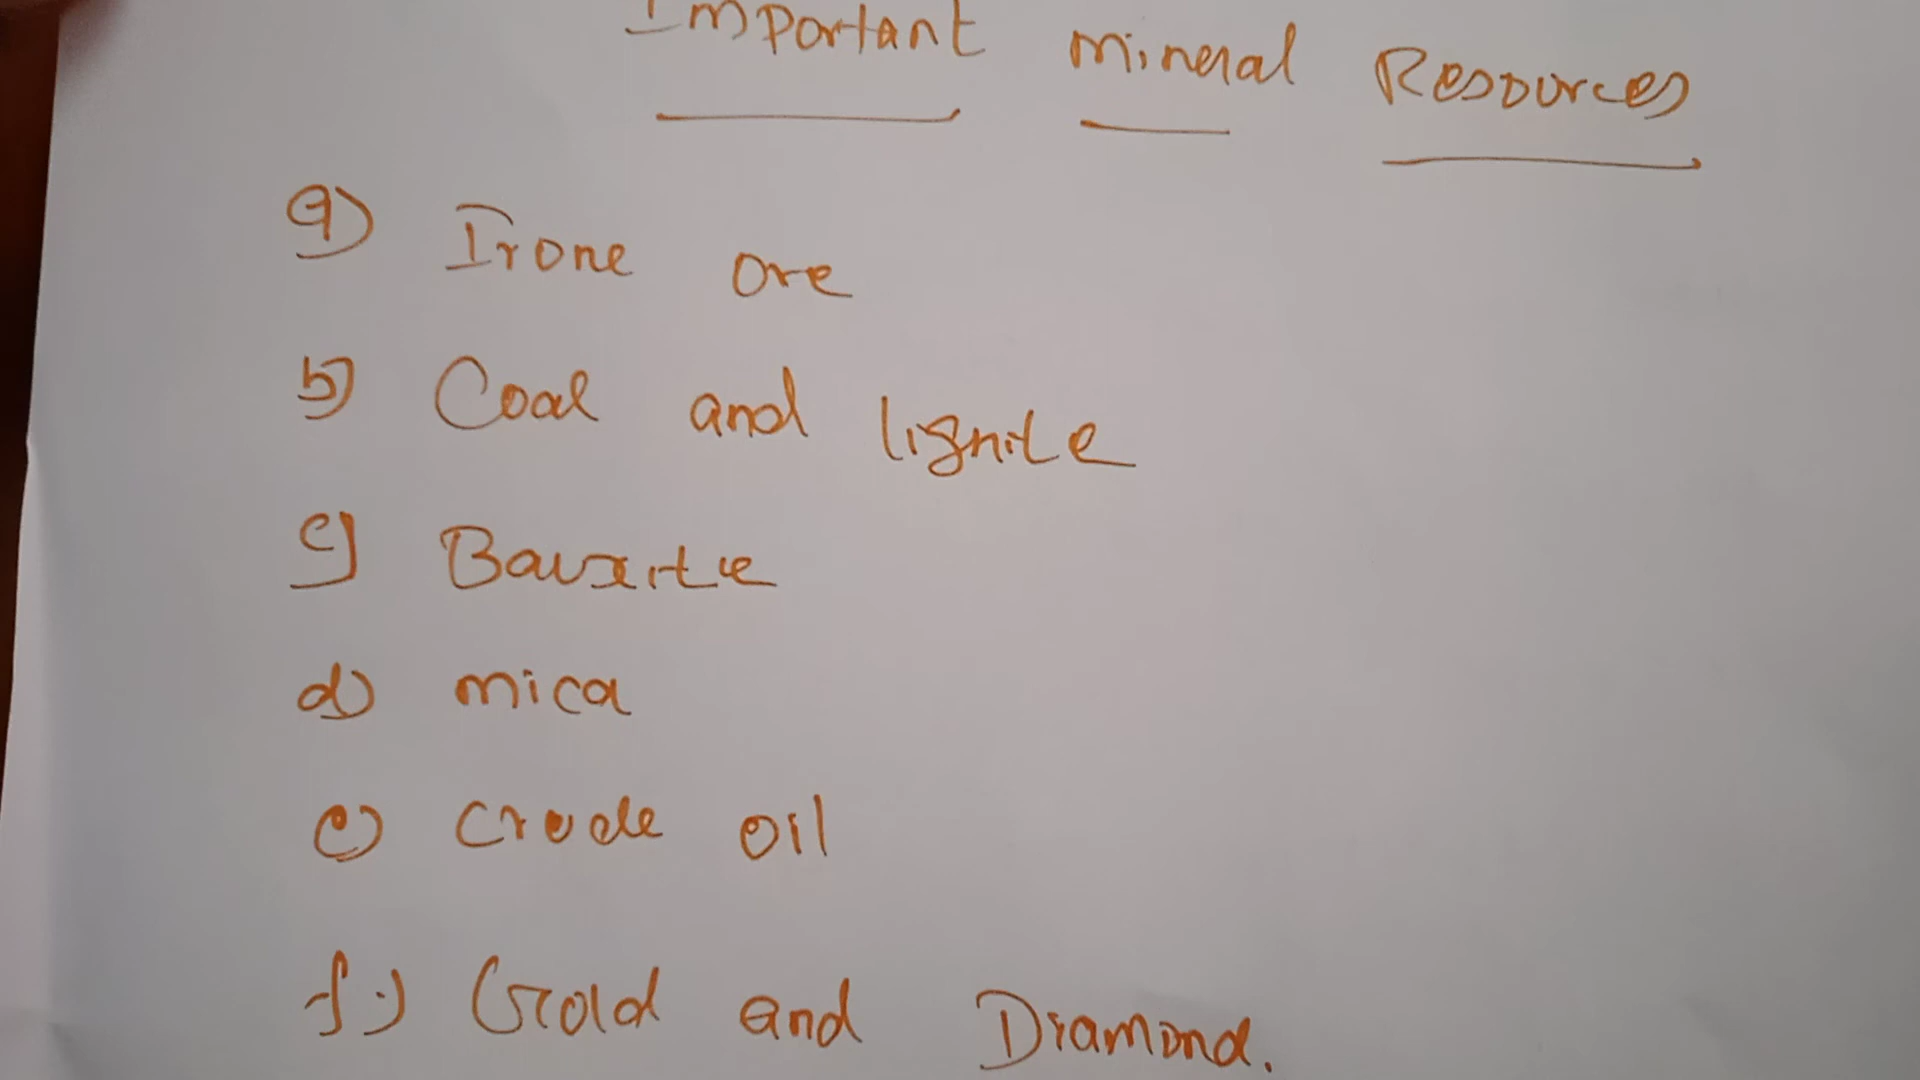 Important mineral Resources
a) Irone ore
b) Coal and lignite
c) Bauxite
d) mica
e) Crude oil
f.) Gold and Diamond.